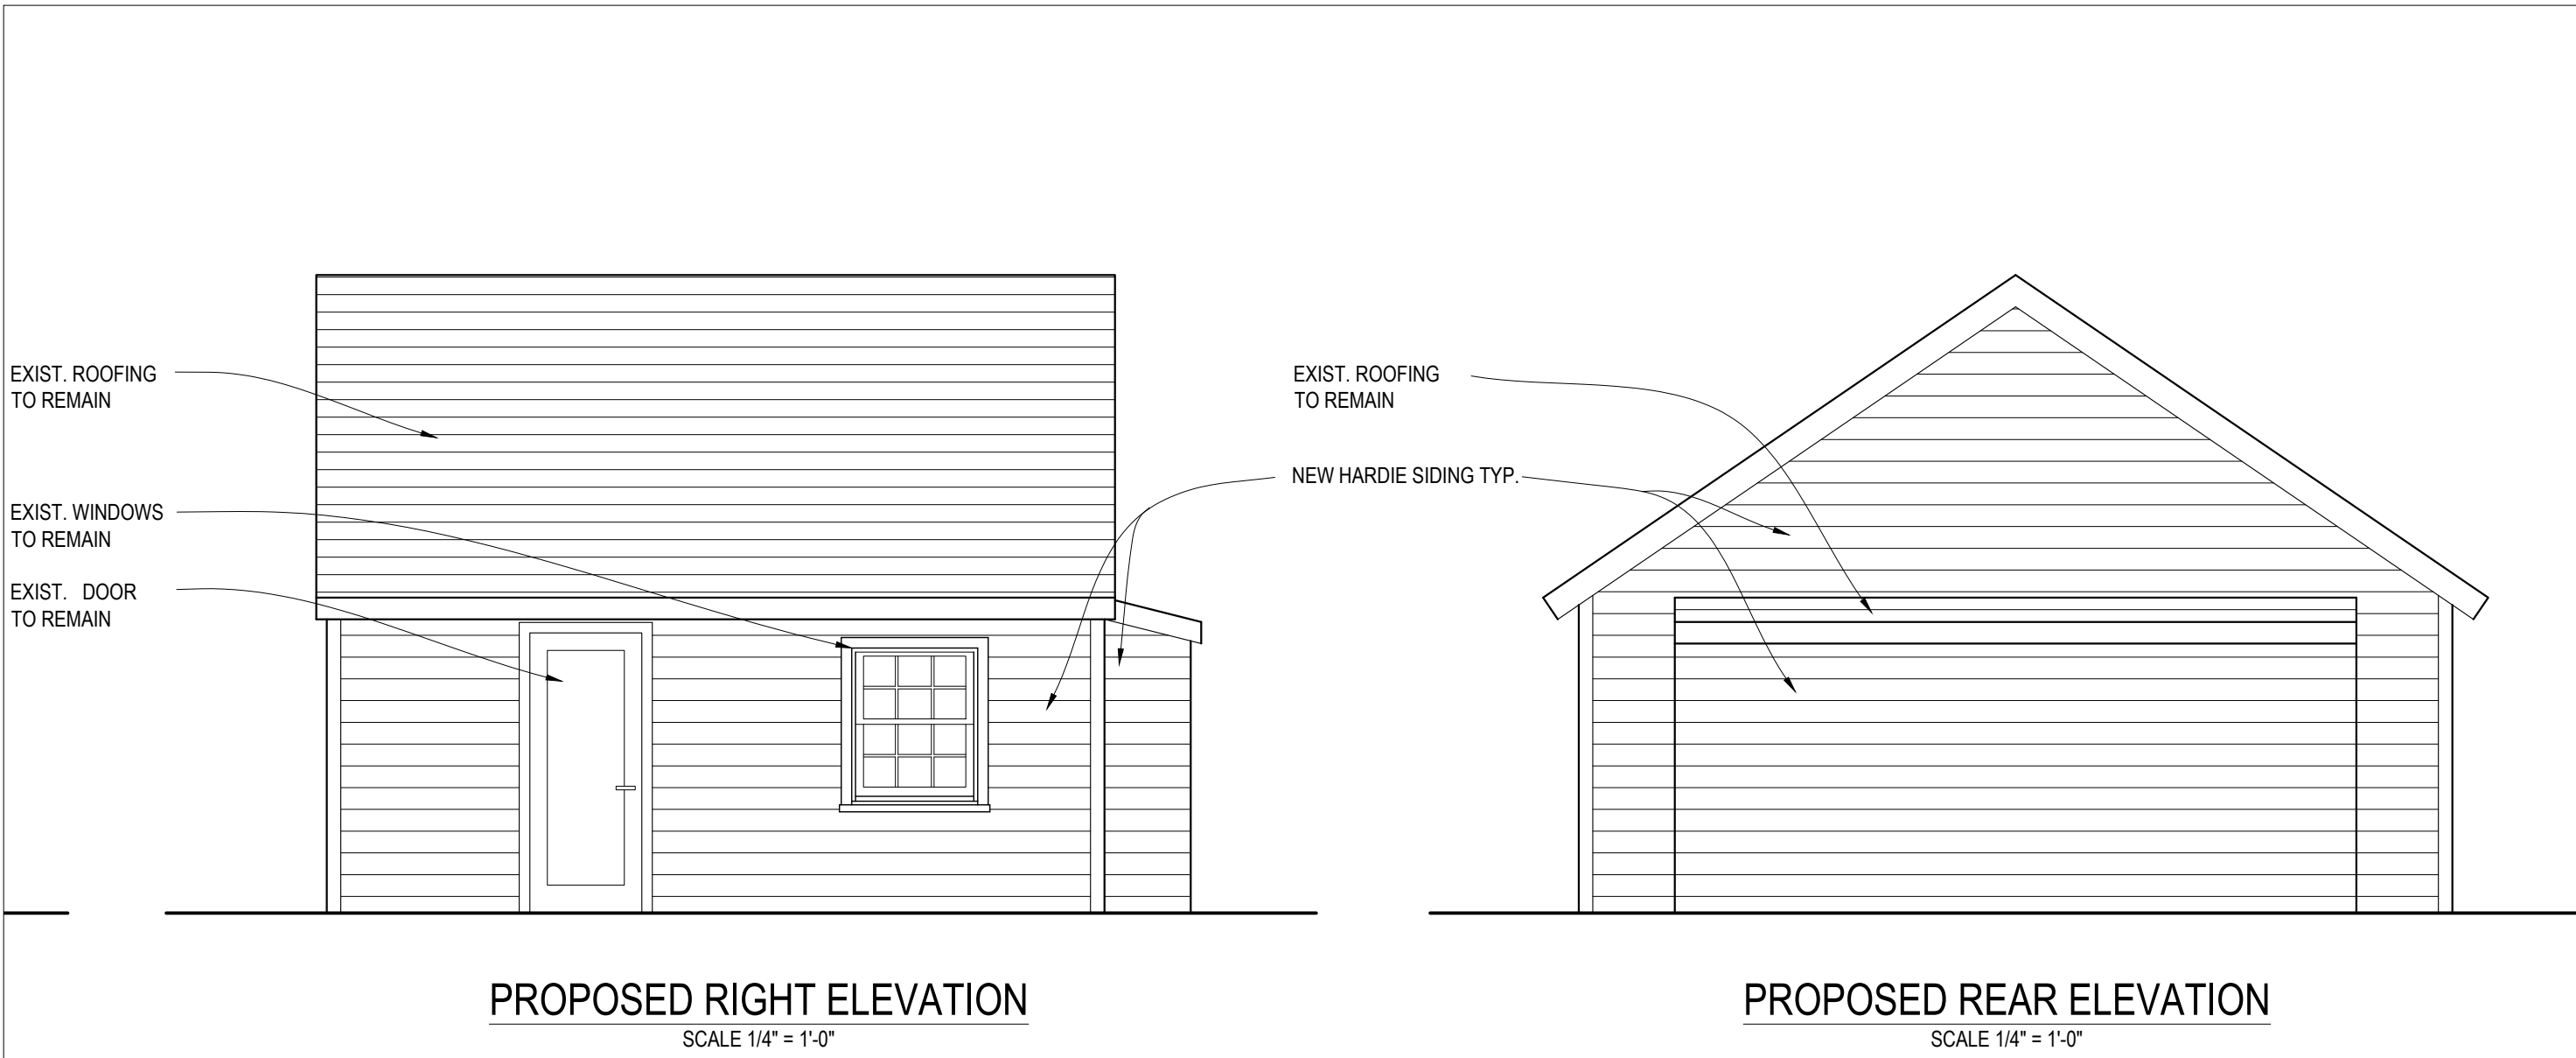 EXIST. ROOFING
TO REMAIN
EXIST. WINDOWS
TO REMAIN
EXIST. DOOR
TO REMAIN
EXIST. ROOFING
TO REMAIN
NEW HARDIE SIDING TYP.
PROPOSED RIGHT ELEVATION
SCALE 1/4" = 1'-0"
PROPOSED REAR ELEVATION
SCALE 1/4" = 1'-0"